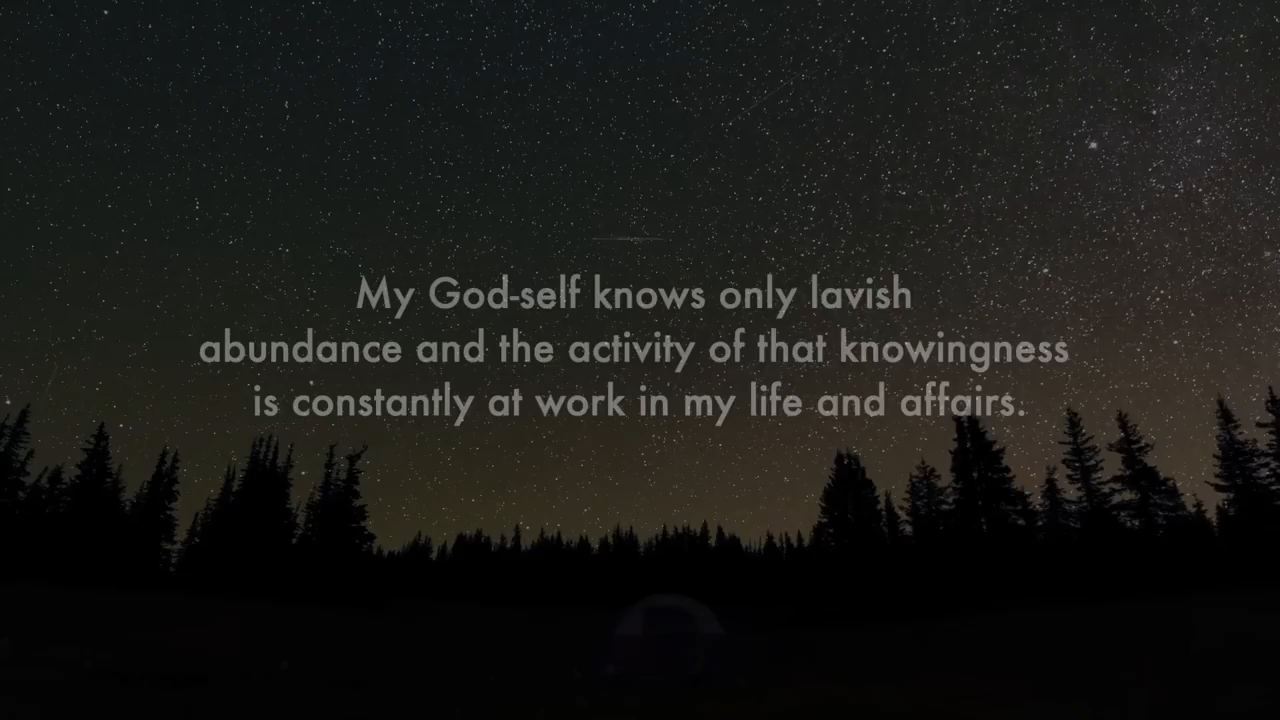 My God-self knows only lavish
abundance and the activity of that knowingness
is constantly at work in my life and affairs.